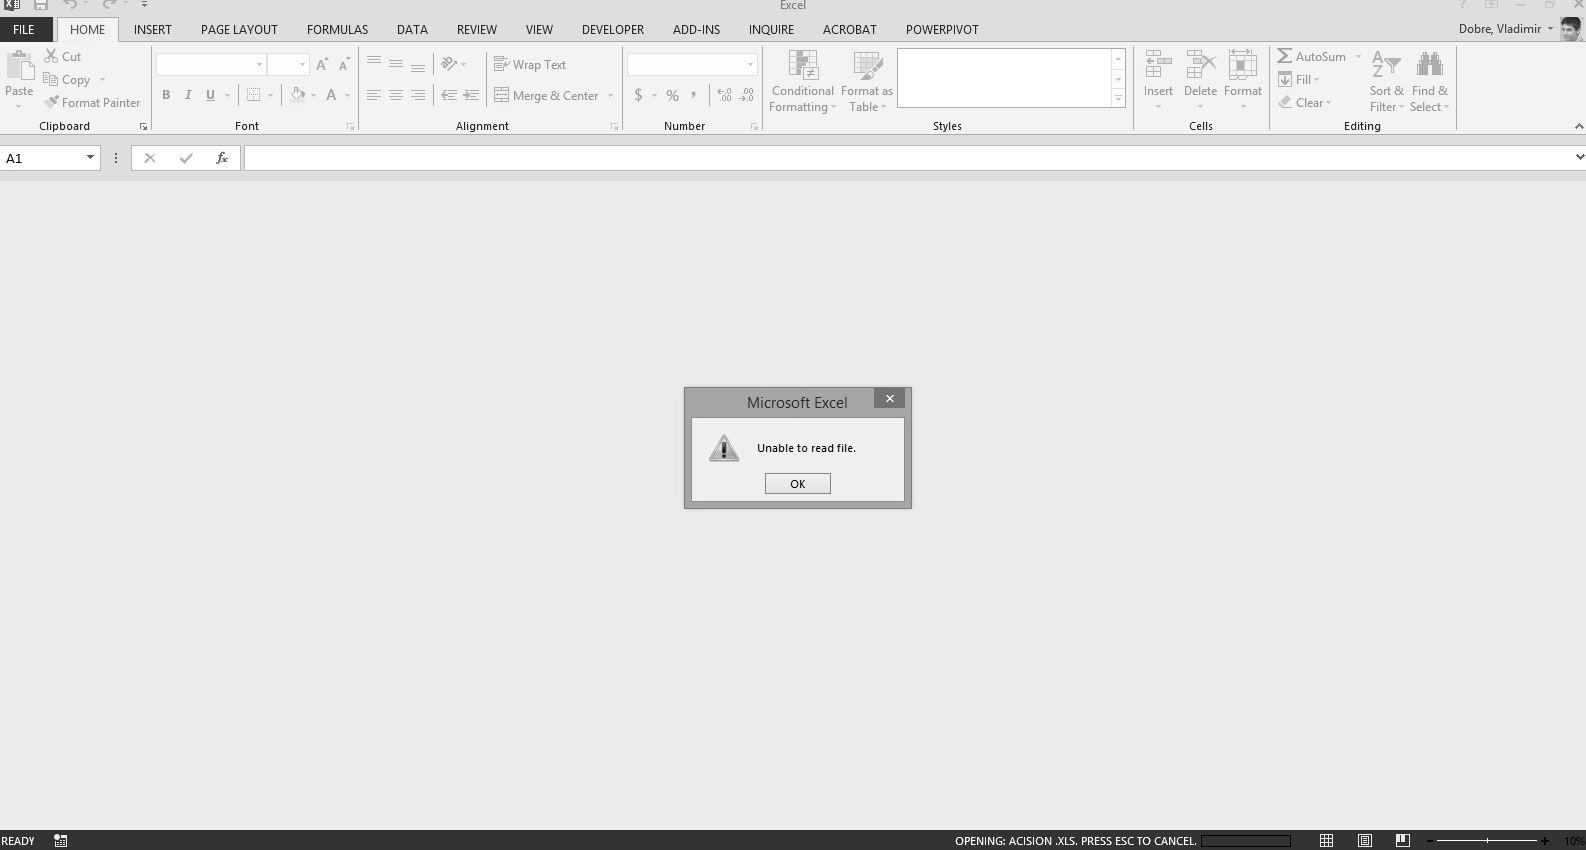 Excel
FILE HOME INSERT PAGE LAYOUT FORMULAS DATA REVIEW VIEW DEVELOPER ADD-INS INQUIRE ACROBAT POWERPIVOT Dobre, Vladimir
Paste Cut Copy Format Painter
Clipboard
B I U A
Font
Wrap Text
Merge & Center
Alignment
$ %
Number
Conditional Formatting
Format as Table
Styles
Insert Delete Format
Cells
AutoSum
Fill
Clear
Sort & Filter
Find & Select
Editing
A1 fx
Microsoft Excel
Unable to read file.
OK
READY OPENING: ACISION .XLS. PRESS ESC TO CANCEL. 10%